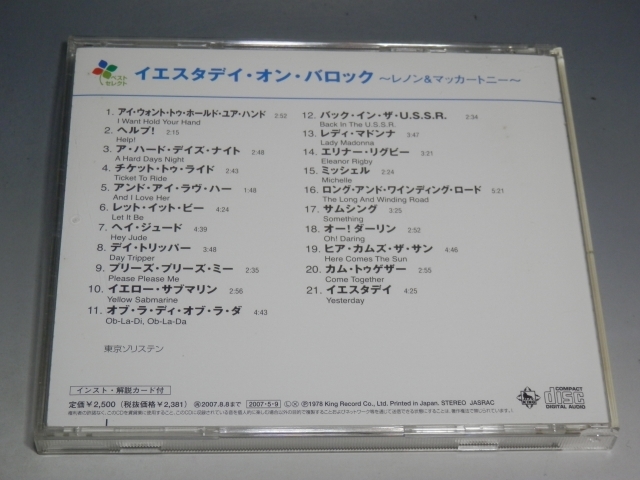 ベスト
セレクト
イエスタデイ・オン・バロック ～レノン&マッカートニー～
1. アイ・ウォント・トゥ・ホールド・ユア・ハンド 2:52
I Want Hold Your Hand
2. ヘルプ! 2:15
Help!
3. ア・ハード・デイズ・ナイト 2:48
A Hard Days Night
4. チケット・トゥ・ライド 2:43
Ticket To Ride
5. アンド・アイ・ラヴ・ハー 1:48
And I Love Her
6. レット・イット・ビー 4:24
Let It Be
7. ヘイ・ジュード 4:39
Hey Jude
8. デイ・トリッパー 3:48
Day Tripper
9. プリーズ・プリーズ・ミー 2:35
Please Please Me
10. イエロー・サブマリン 2:56
Yellow Sabmarine
11. オブ・ラ・ディ・オブ・ラ・ダ 4:43
Ob-La-Di, Ob-La-Da
12. バック・イン・ザ・U.S.S.R. 2:34
Back In The U.S.S.R.
13. レディ・マドンナ 3:47
Lady Madonna
14. エリナー・リグビー 3:21
Eleanor Rigby
15. ミッシェル 2:24
Michelle
16. ロング・アンド・ワインディング・ロード 5:21
The Long And Winding Road
17. サムシング 3:25
Something
18. オー! ダーリン 2:52
Oh! Daring
19. ヒア・カムズ・ザ・サン 4:46
Here Comes The Sun
20. カム・トゥゲザー 2:55
Come Together
21. イエスタデイ 4:25
Yesterday
東京ゾリステン
インスト・解説カード付
定価¥2,500 (税抜価格¥2,381) 再2007.8.8まで 2007・5・9 Ⓛ Ⓧ Ⓟ1978 King Record Co., Ltd. Printed in Japan. STEREO JASRAC
COMPACT
disc
DIGITAL AUDIO